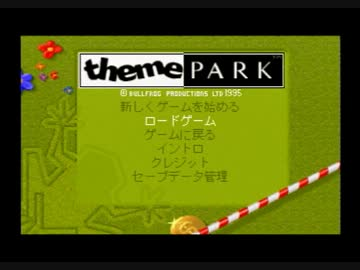 theme PARK
© BULLFROG PRODUCTIONS LTD 1995
新しくゲームを始める
ロードゲーム
ゲームに戻る
イントロ
クレジット
セーブデータ管理